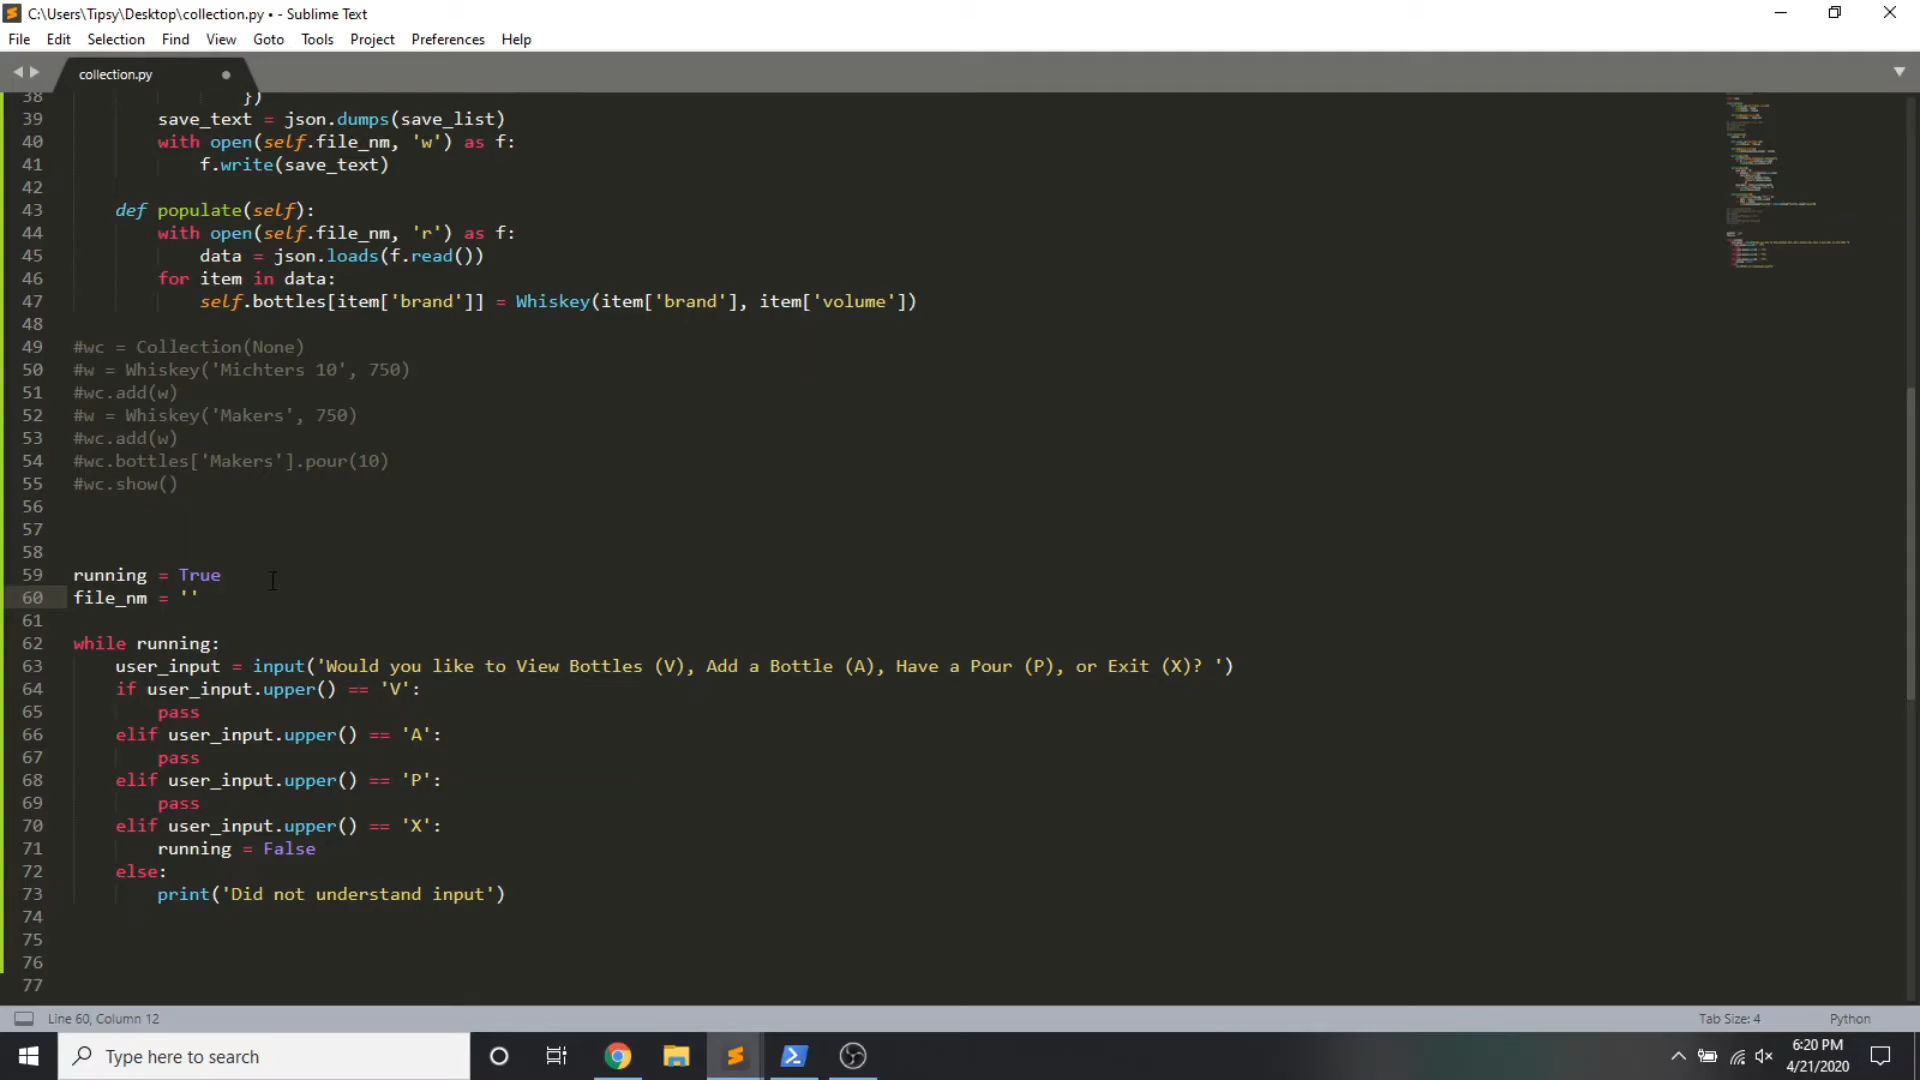 C:\Users\Tipsy\Desktop\collection.py • - Sublime Text
File Edit Selection Find View Goto Tools Project Preferences Help
collection.py
38 })
39 save_text = json.dumps(save_list)
40 with open(self.file_nm, 'w') as f:
41 f.write(save_text)
42
43 def populate(self):
44 with open(self.file_nm, 'r') as f:
45 data = json.loads(f.read())
46 for item in data:
47 self.bottles[item['brand']] = Whiskey(item['brand'], item['volume'])
48
49 #wc = Collection(None)
50 #w = Whiskey('Michters 10', 750)
51 #wc.add(w)
52 #w = Whiskey('Makers', 750)
53 #wc.add(w)
54 #wc.bottles['Makers'].pour(10)
55 #wc.show()
56
57
58
59 running = True
60 file_nm = ''
61
62 while running:
63 user_input = input('Would you like to View Bottles (V), Add a Bottle (A), Have a Pour (P), or Exit (X)? ')
64 if user_input.upper() == 'V':
65 pass
66 elif user_input.upper() == 'A':
67 pass
68 elif user_input.upper() == 'P':
69 pass
70 elif user_input.upper() == 'X':
71 running = False
72 else:
73 print('Did not understand input')
74
75
76
77
Line 60, Column 12 Tab Size: 4 Python
Type here to search
6:20 PM
4/21/2020